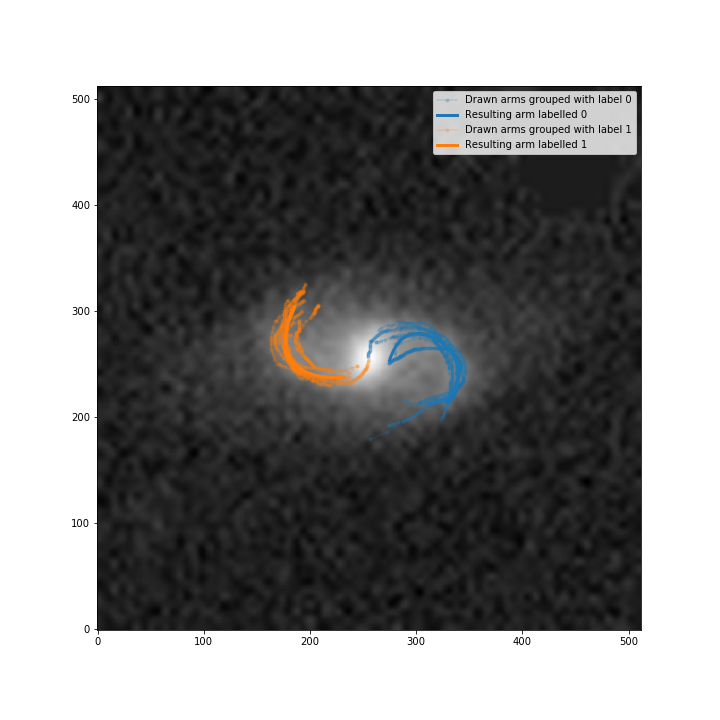 Drawn arms grouped with label 0
Resulting arm labelled 0
Drawn arms grouped with label 1
Resulting arm labelled 1
500
400
300
200
100
0
0 100 200 300 400 500